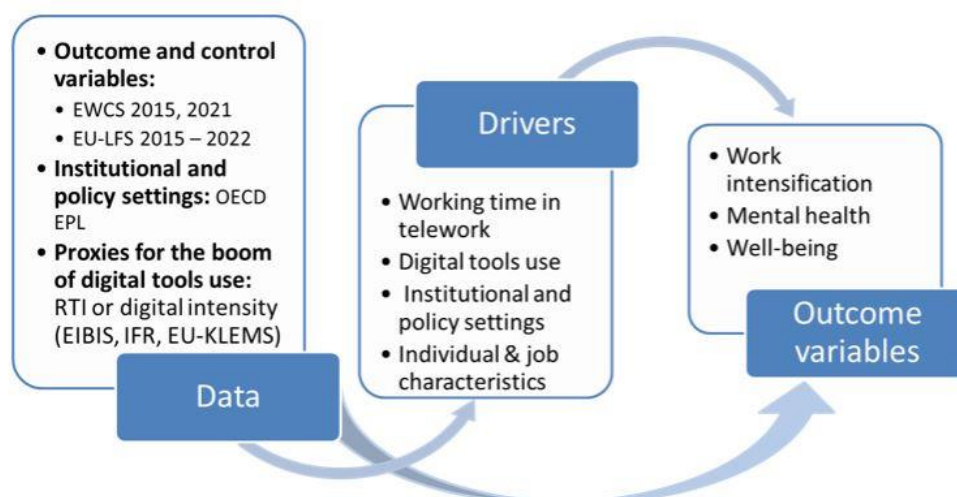 • Outcome and control
variables:
• EWCS 2015, 2021
• EU-LFS 2015 – 2022
• Institutional and
policy settings: OECD
EPL
• Proxies for the boom
of digital tools use:
RTI or digital intensity
(EIBIS, IFR, EU-KLEMS)
Data
Drivers
• Working time in
telework
• Digital tools use
• Institutional and
policy settings
• Individual & job
characteristics
• Work
intensification
• Mental health
• Well-being
Outcome
variables